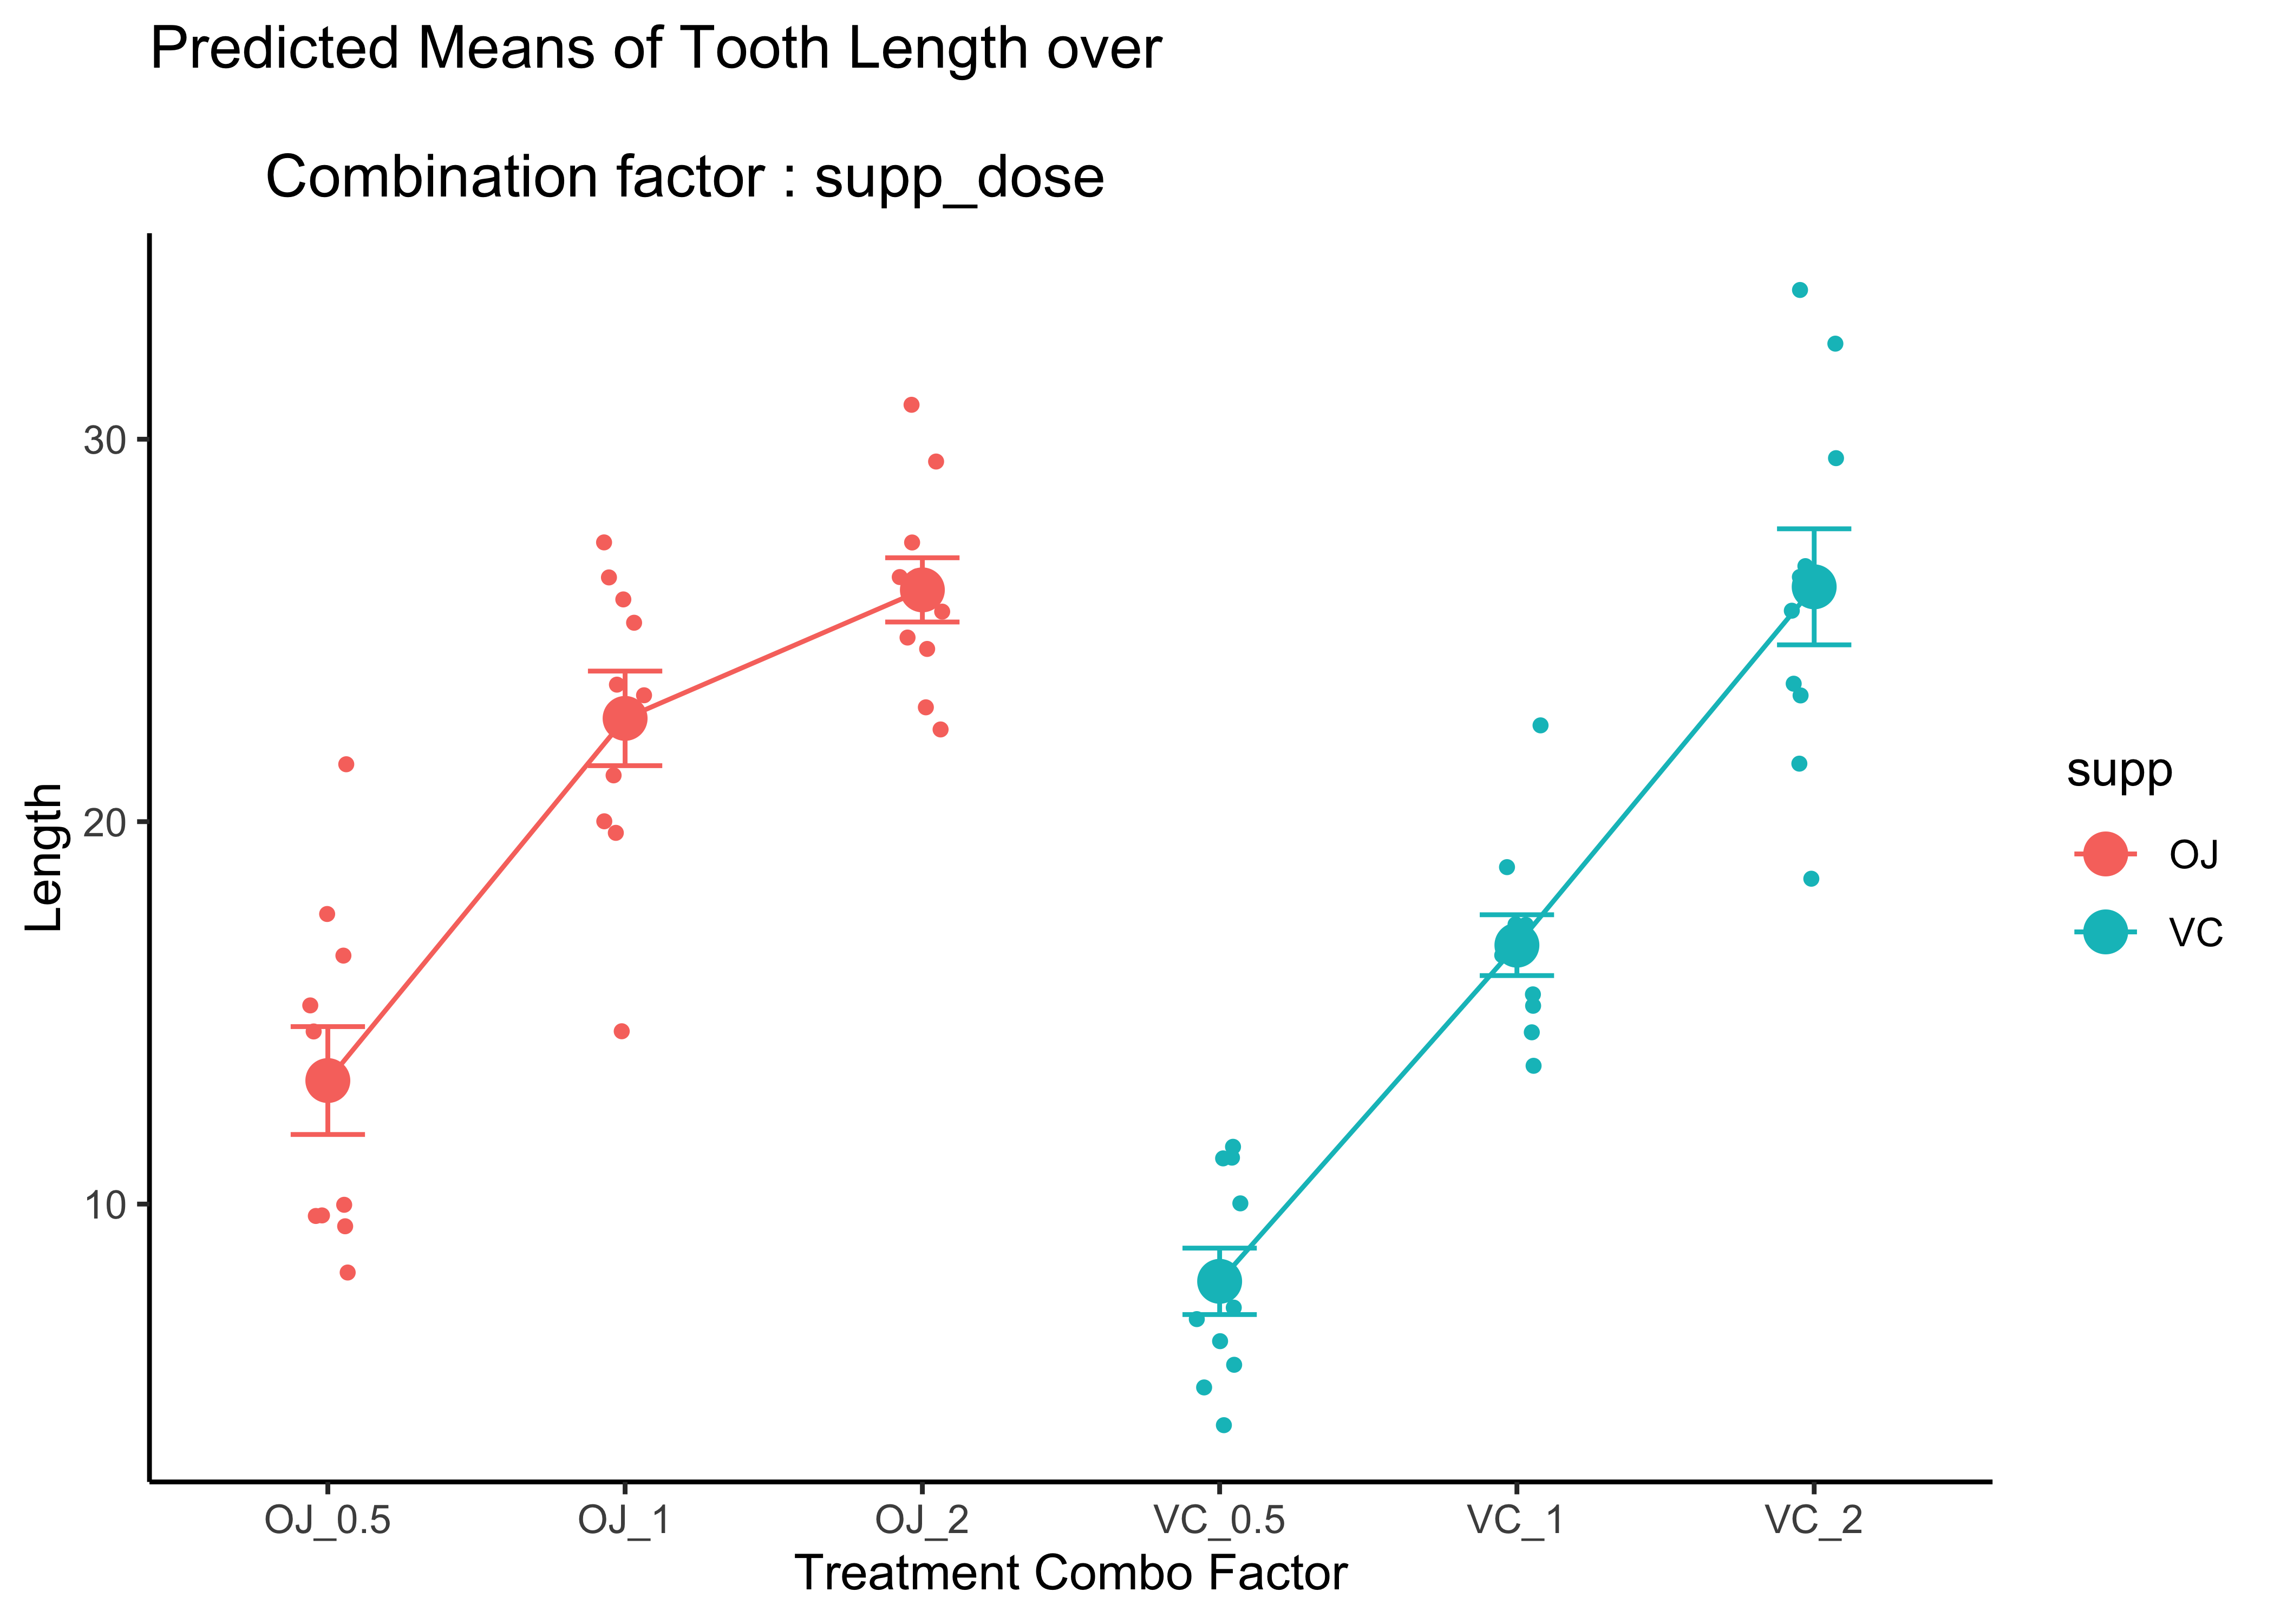 Predicted Means of Tooth Length over
Combination factor : supp_dose
Length
30
20
10
OJ_0.5
OJ_1
OJ_2
VC_0.5
VC_1
VC_2
Treatment Combo Factor
supp
OJ
VC